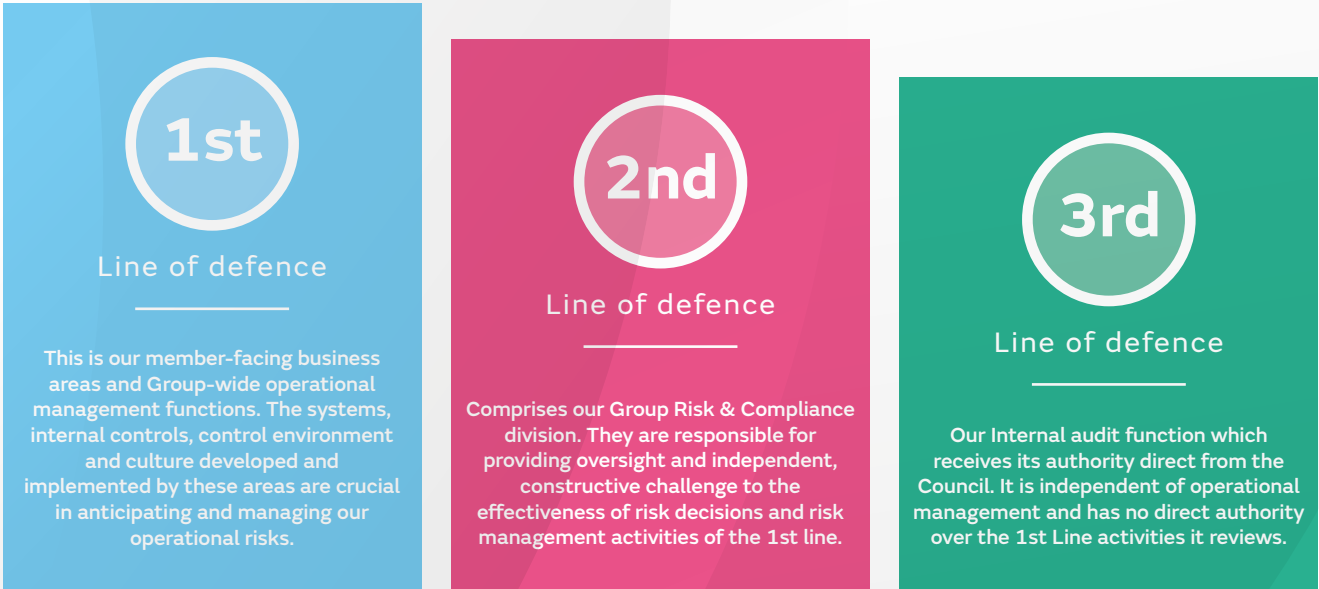 1st
Line of defence
This is our member-facing business
areas and Group-wide operational
management functions. The systems,
internal controls, control environment
and culture developed and
implemented by these areas are crucial
in anticipating and managing our
operational risks.
2nd
Line of defence
Comprises our Group Risk & Compliance
division. They are responsible for
providing oversight and independent,
constructive challenge to the
effectiveness of risk decisions and risk
management activities of the 1st line.
3rd
Line of defence
Our Internal audit function which
receives its authority direct from the
Council. It is independent of operational
management and has no direct authority
over the 1st Line activities it reviews.